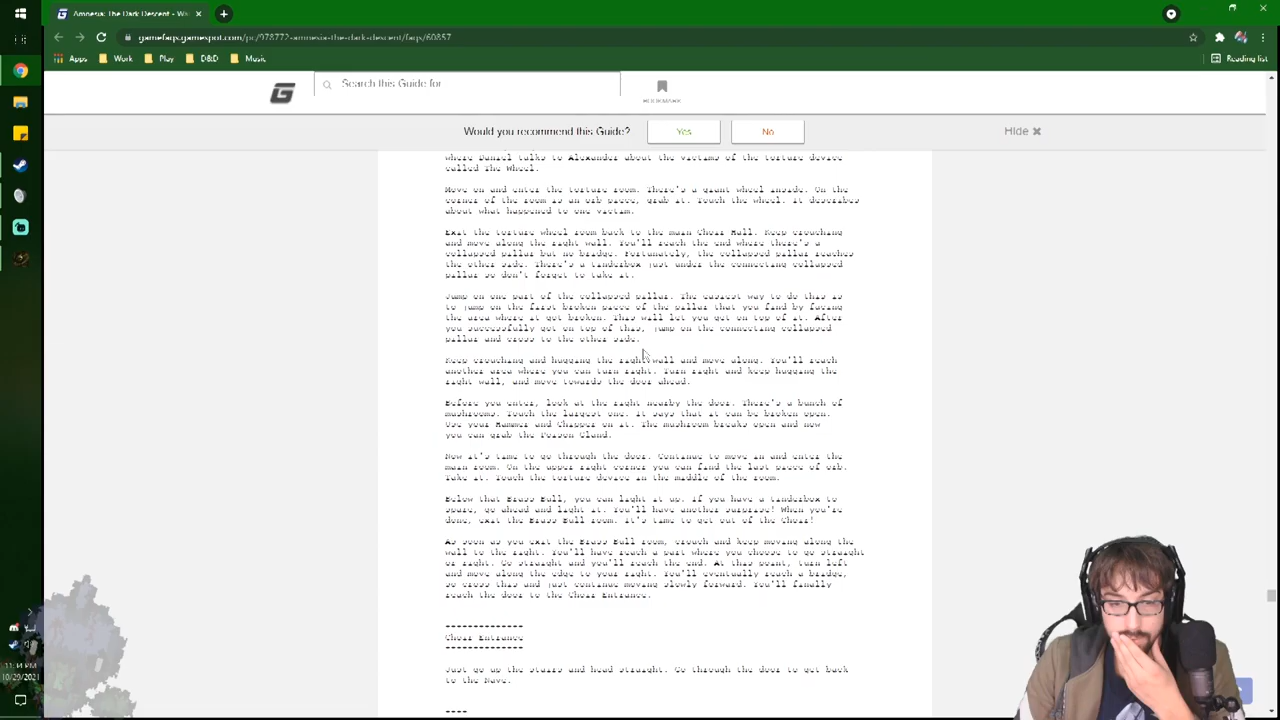 Amnesia: The Dark Descent -
gamefaqs.gamespot.com/pc/978772-amnesia-the-dark-descent/faqs/60857
Apps Work Play D&D Music Reading list
Search this Guide for
BOOKMARK
Would you recommend this Guide? Yes No Hide ✖
where Daniel talks to Alexander about the victims of the torture device
called The Wheel.
Move on and enter the torture room. There's a giant wheel inside. On the
corner of the room is an orb piece, grab it. Touch the wheel. It describes
about what happened to one victim.
Exit the torture wheel room back to the main Choir Hall. Keep crouching
and move along the right wall. You'll reach the end where there's a
collapsed pillar but no bridge. Fortunately, the collapsed pillar reaches
the other side. There's a tinderbox just under the connecting collapsed
pillar so don't forget to take it.
Jump on one part of the collapsed pillar. The easiest way to do this is
to jump on the first broken piece of the pillar that you find by facing
the area where it got broken. This will let you get on top of it. After
you successfully get on top of this, jump on the connecting collapsed
pillar and cross to the other side.
Keep crouching and hugging the right wall and move along. You'll reach
another area where you can turn right. Turn right and keep hugging the
right wall, and move towards the door ahead.
Before you enter, look at the right nearby the door. There's a bunch of
mushrooms. Touch the largest one. It says that it can be broken open.
Use your Hammer and Chipper on it. The mushroom breaks open and now
you can grab the Poison Gland.
Now it's time to go through the door. Continue to move in and enter the
main room. On the upper right corner you can find the last piece of orb.
Take it. Touch the torture device in the middle of the room.
Below that Brass Bull, you can light it up. If you have a tinderbox to
spare, go ahead and light it. You'll have another surprise! When you're
done, exit the Brass Bull room. It's time to get out of the Choir!
As soon as you exit the Brass Bull room, crouch and keep moving along the
wall to the right. You'll have reach a part where you choose to go straight
or right. Go straight and you'll reach the end. At this point, turn left
and move along the edge to your right. You'll eventually reach a bridge,
so cross this and just continue moving slowly forward. You'll finally
reach the door to the Choir Entrance.
--------------
Choir Entrance
--------------
Just go up the stairs and head straight. Go through the door to get back
to the Nave.
----
11:14 PM
10/29/2021